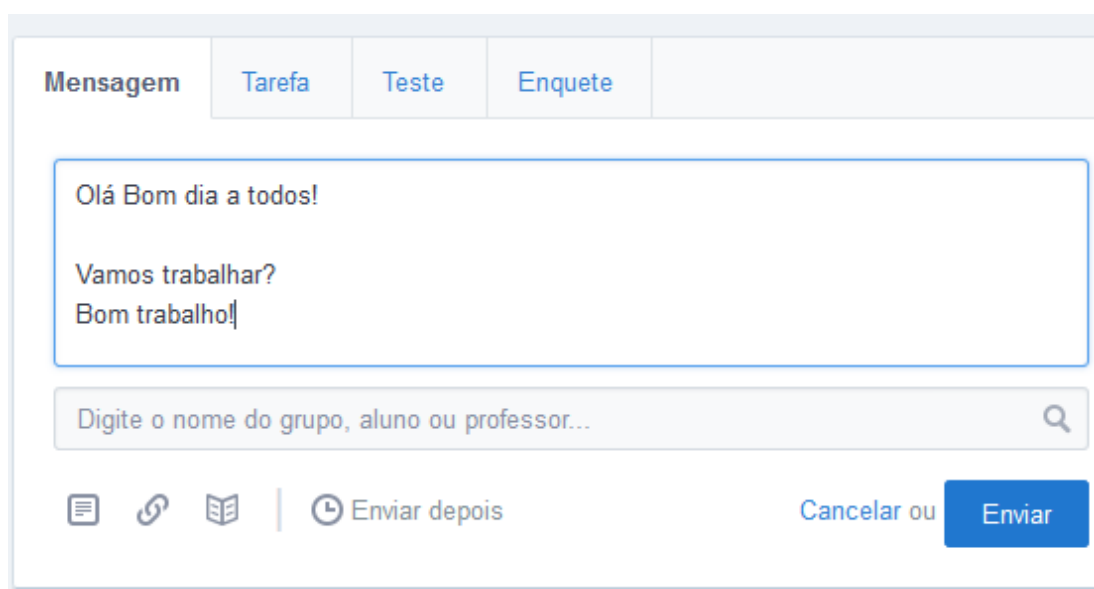 Mensagem Tarefa Teste Enquete
Olá Bom dia a todos!
Vamos trabalhar?
Bom trabalho!
Digite o nome do grupo, aluno ou professor...
Enviar depois Cancelar ou Enviar